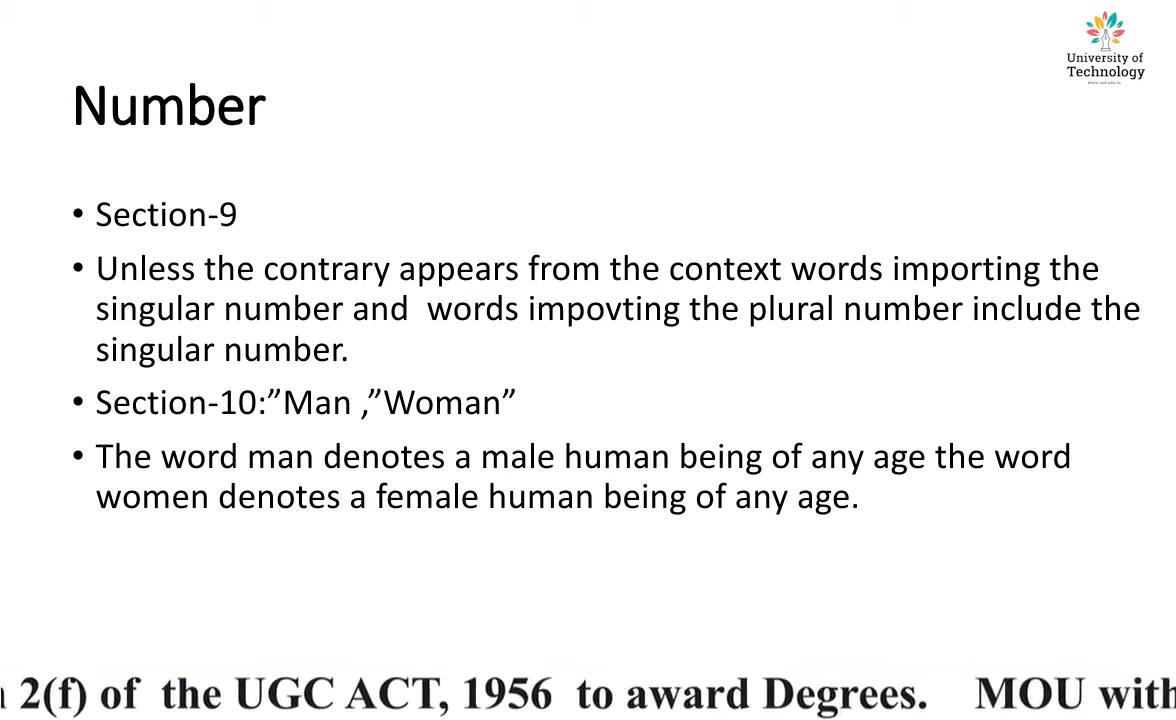 University of
Technology
Number
• Section-9
• Unless the contrary appears from the context words importing the
singular number and  words impovting the plural number include the
singular number.
• Section-10:”Man ,”Woman”
• The word man denotes a male human being of any age the word
women denotes a female human being of any age.
2(f) of  the UGC ACT, 1956  to award Degrees.    MOU with